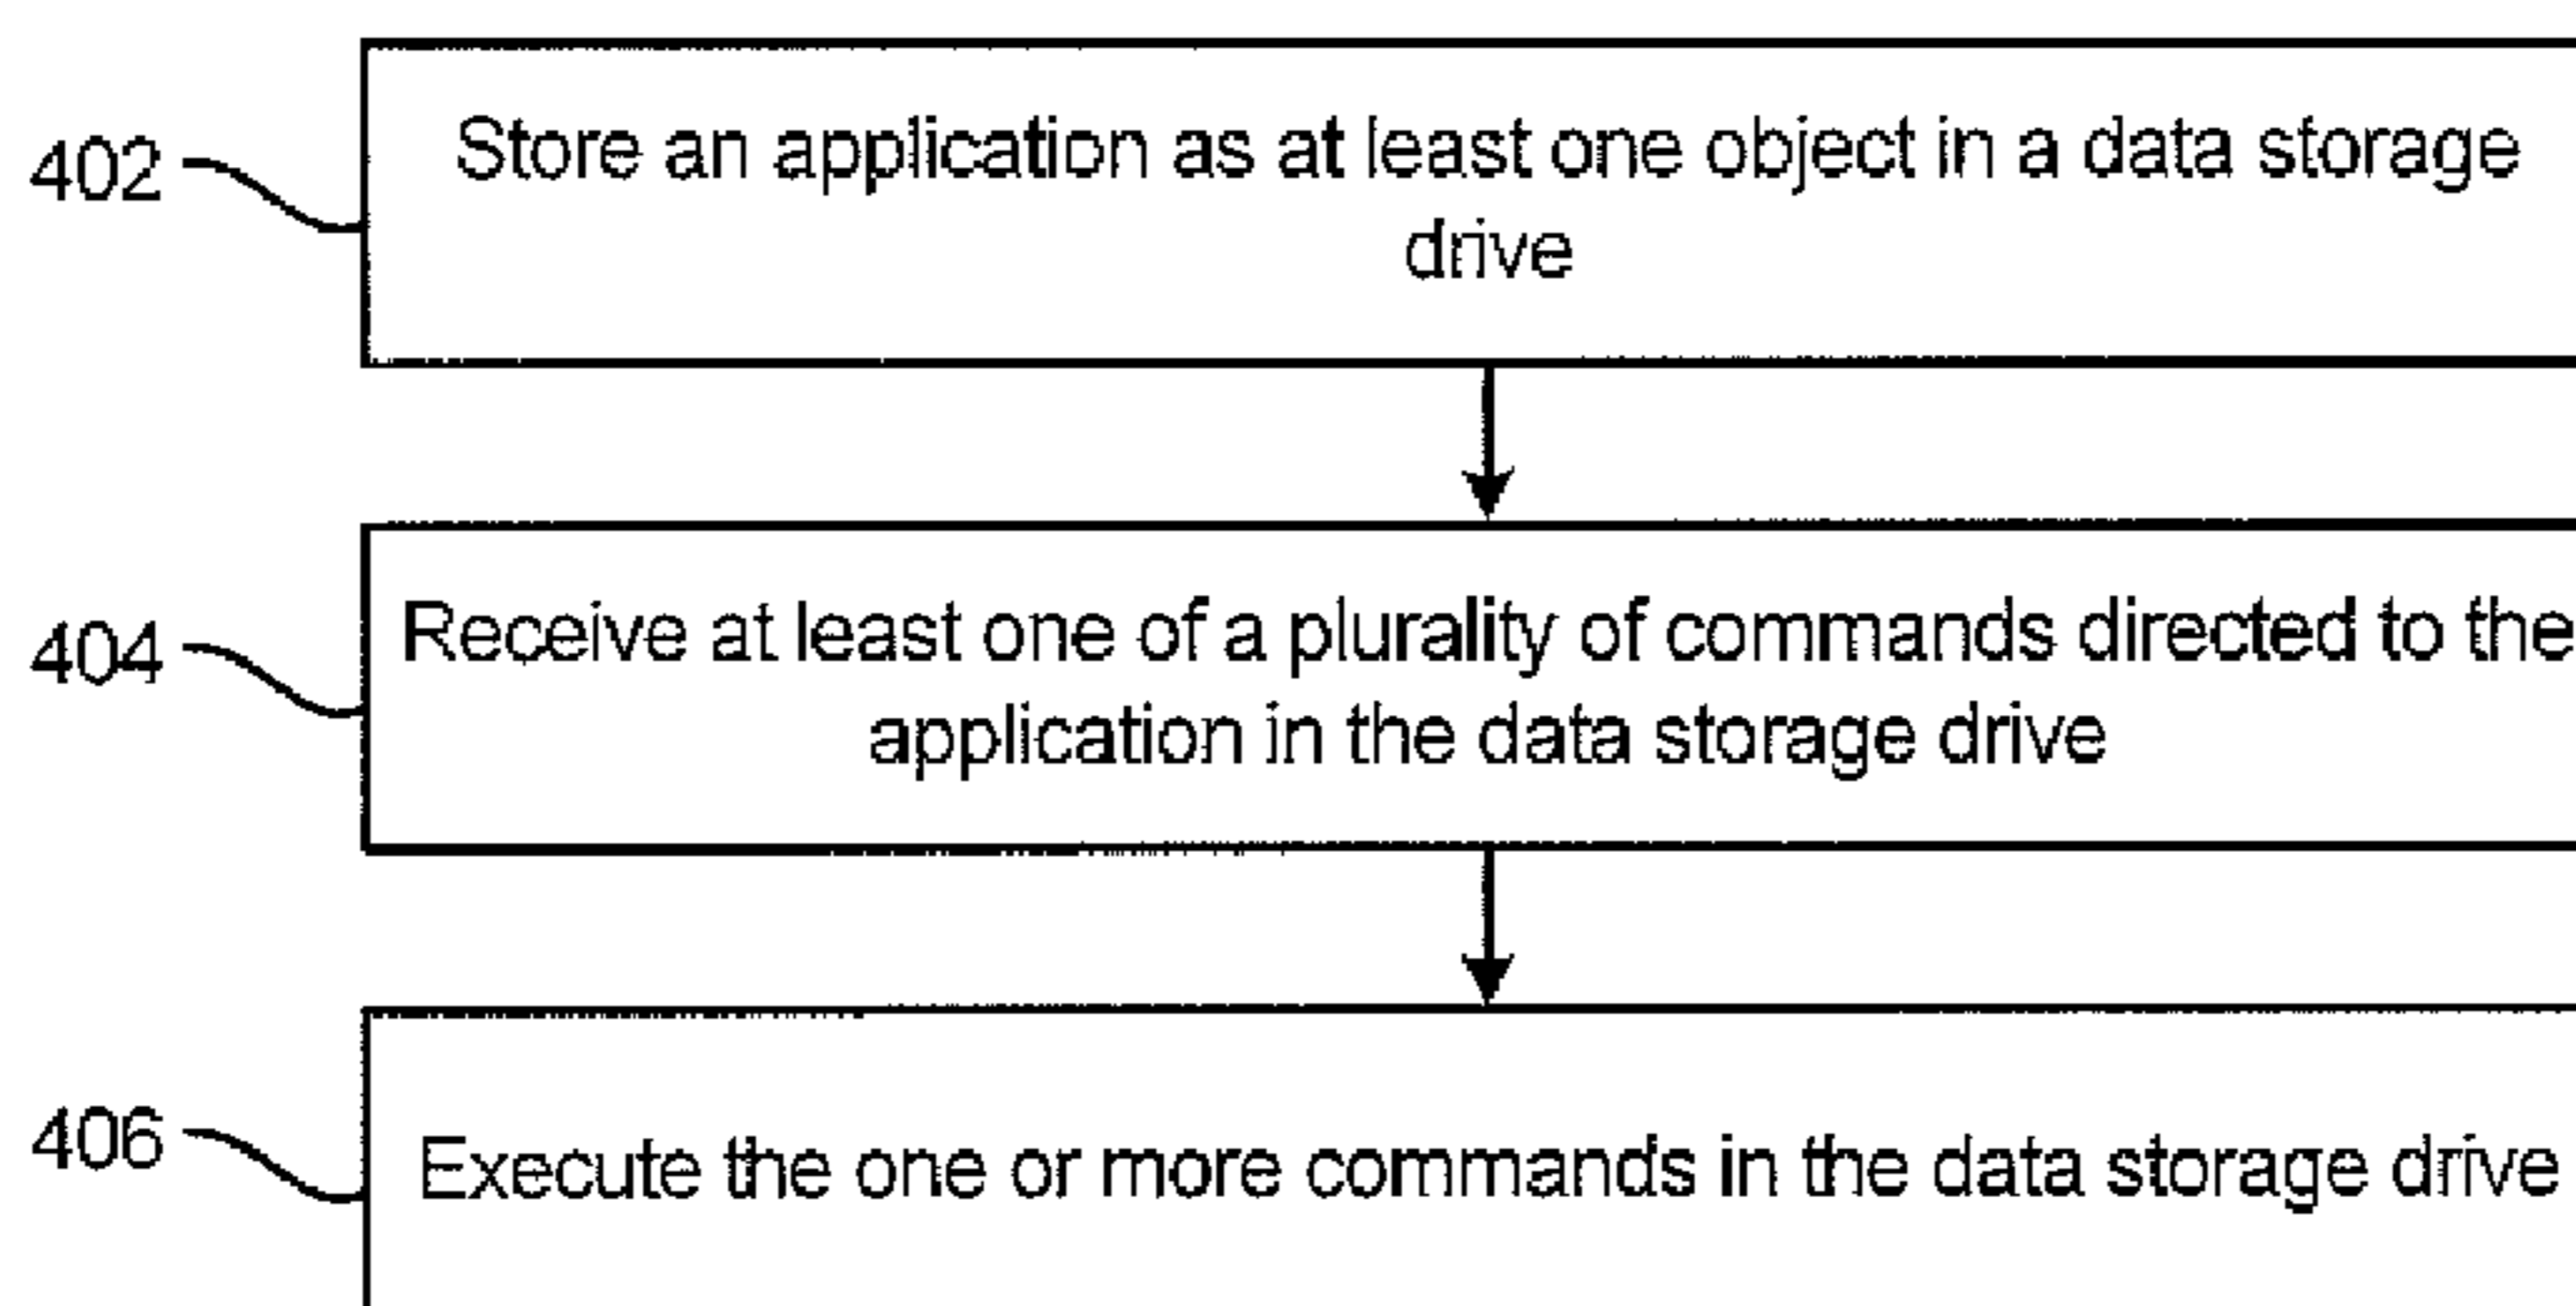 402
Store an application as at least one object in a data storage
drive
404
Receive at least one of a plurality of commands directed to the
application in the data storage drive
406
Execute the one or more commands in the data storage drive